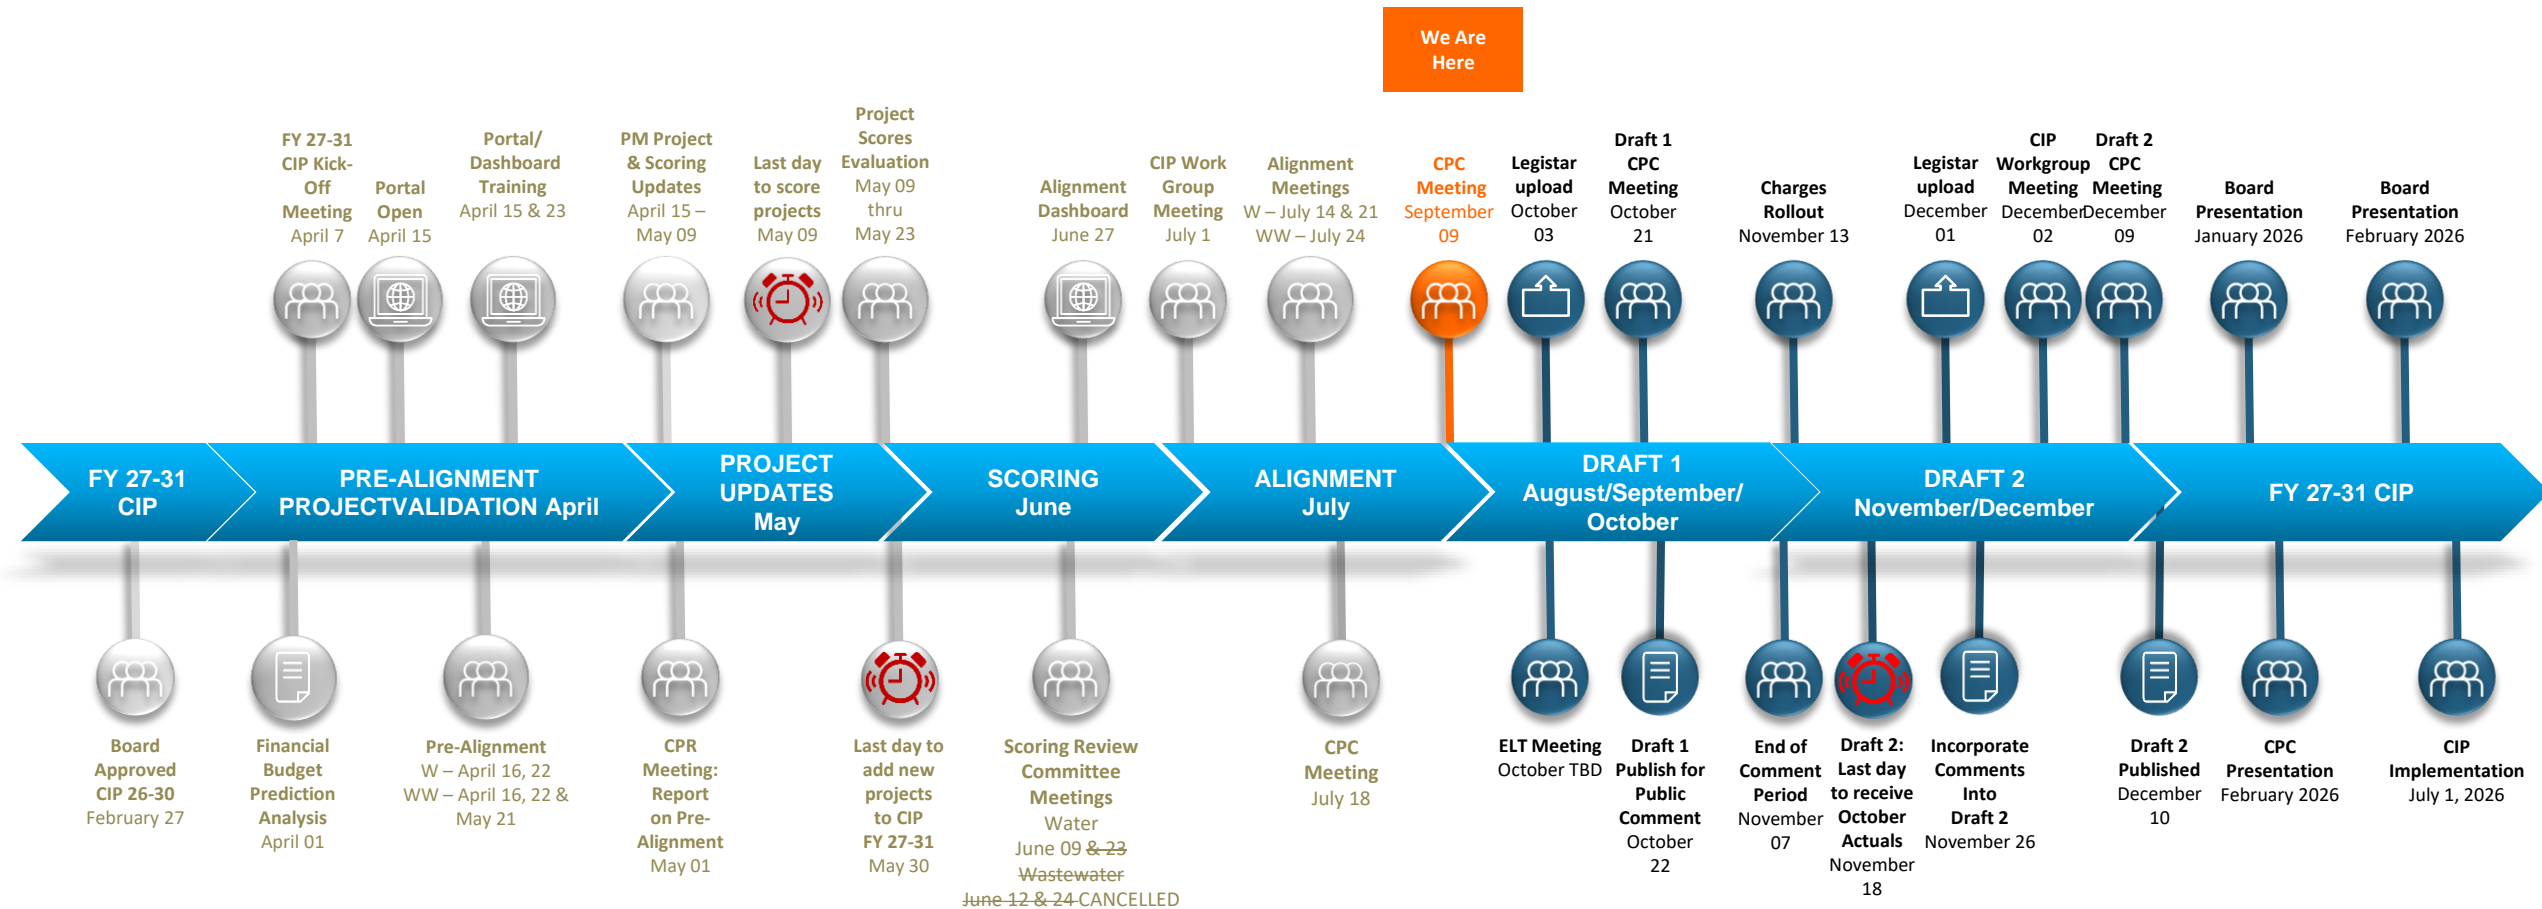 We Are
Here
FY 27-31
CIP Kick-
Off
Meeting
April 7
Portal
Open
April 15
Portal/
Dashboard
Training
April 15 & 23
PM Project
& Scoring
Updates
April 15 –
May 09
Last day
to score
projects
May 09
Project
Scores
Evaluation
May 09
thru
May 23
Alignment
Dashboard
June 27
CIP Work
Group
Meeting
July 1
Alignment
Meetings
W – July 14 & 21
WW – July 24
CPC
Meeting
September
09
Legistar
upload
October
03
Draft 1
CPC
Meeting
October
21
Charges
Rollout
November 13
Legistar
upload
December
01
CIP
Workgroup
Meeting
December
02
Draft 2
CPC
Meeting
December
09
Board
Presentation
January 2026
Board
Presentation
February 2026
FY 27-31
CIP
PRE-ALIGNMENT
PROJECTVALIDATION April
PROJECT
UPDATES
May
SCORING
June
ALIGNMENT
July
DRAFT 1
August/September/
October
DRAFT 2
November/December
FY 27-31 CIP
Board
Approved
CIP 26-30
February 27
Financial
Budget
Prediction
Analysis
April 01
Pre-Alignment
W – April 16, 22
WW – April 16, 22 &
May 21
CPR
Meeting:
Report
on Pre-
Alignment
May 01
Last day to
add new
projects
to CIP
FY 27-31
May 30
Scoring Review
Committee
Meetings
Water
June 09 & 23
Wastewater
June 12 & 24 CANCELLED
CPC
Meeting
July 18
ELT Meeting
October TBD
Draft 1
Publish for
Public
Comment
October
22
End of
Comment
Period
November
07
Draft 2:
Last day
to receive
October
Actuals
November
18
Incorporate
Comments
Into
Draft 2
November 26
Draft 2
Published
December
10
CPC
Presentation
February 2026
CIP
Implementation
July 1, 2026